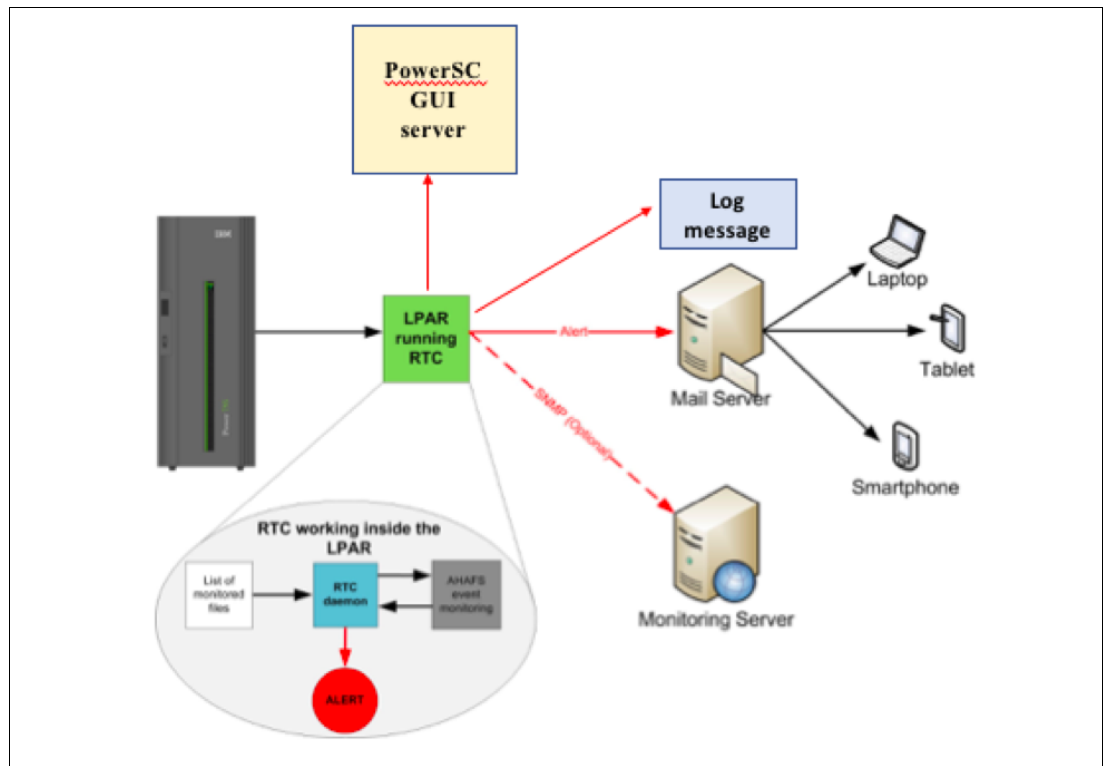 PowerSC
GUI
server
Log
message
IBM
Laptop
LPAR
running
RTC
Alert
Tablet
Mail Server
SNMP (Optional)
Smartphone
RTC working inside the
LPAR
List of
monitored
files
RTC
daemon
AHAFS
event
monitoring
Monitoring Server
ALERT